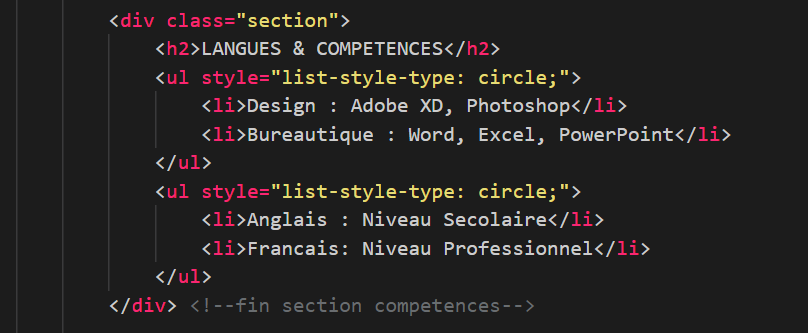 <div class="section">
<h2>LANGUES & COMPETENCES</h2>
<ul style="list-style-type: circle;">
<li>Design : Adobe XD, Photoshop</li>
<li>Bureautique : Word, Excel, PowerPoint</li>
</ul>
<ul style="list-style-type: circle;">
<li>Anglais : Niveau Secolaire</li>
<li>Francais: Niveau Professionnel</li>
</ul>
</div> <!--fin section competences-->